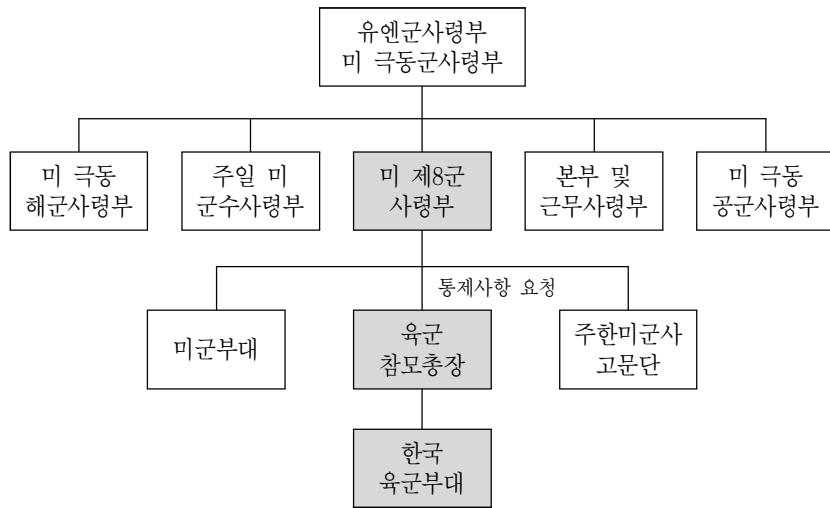 유엔군사령부
미 극동군사령부
미 극동
해군사령부
주일 미
군수사령부
미 제8군
사령부
본부 및
근무사령부
미 극동
공군사령부
통제사항 요청
미군부대
육군
참모총장
주한미군사
고문단
한국
육군부대